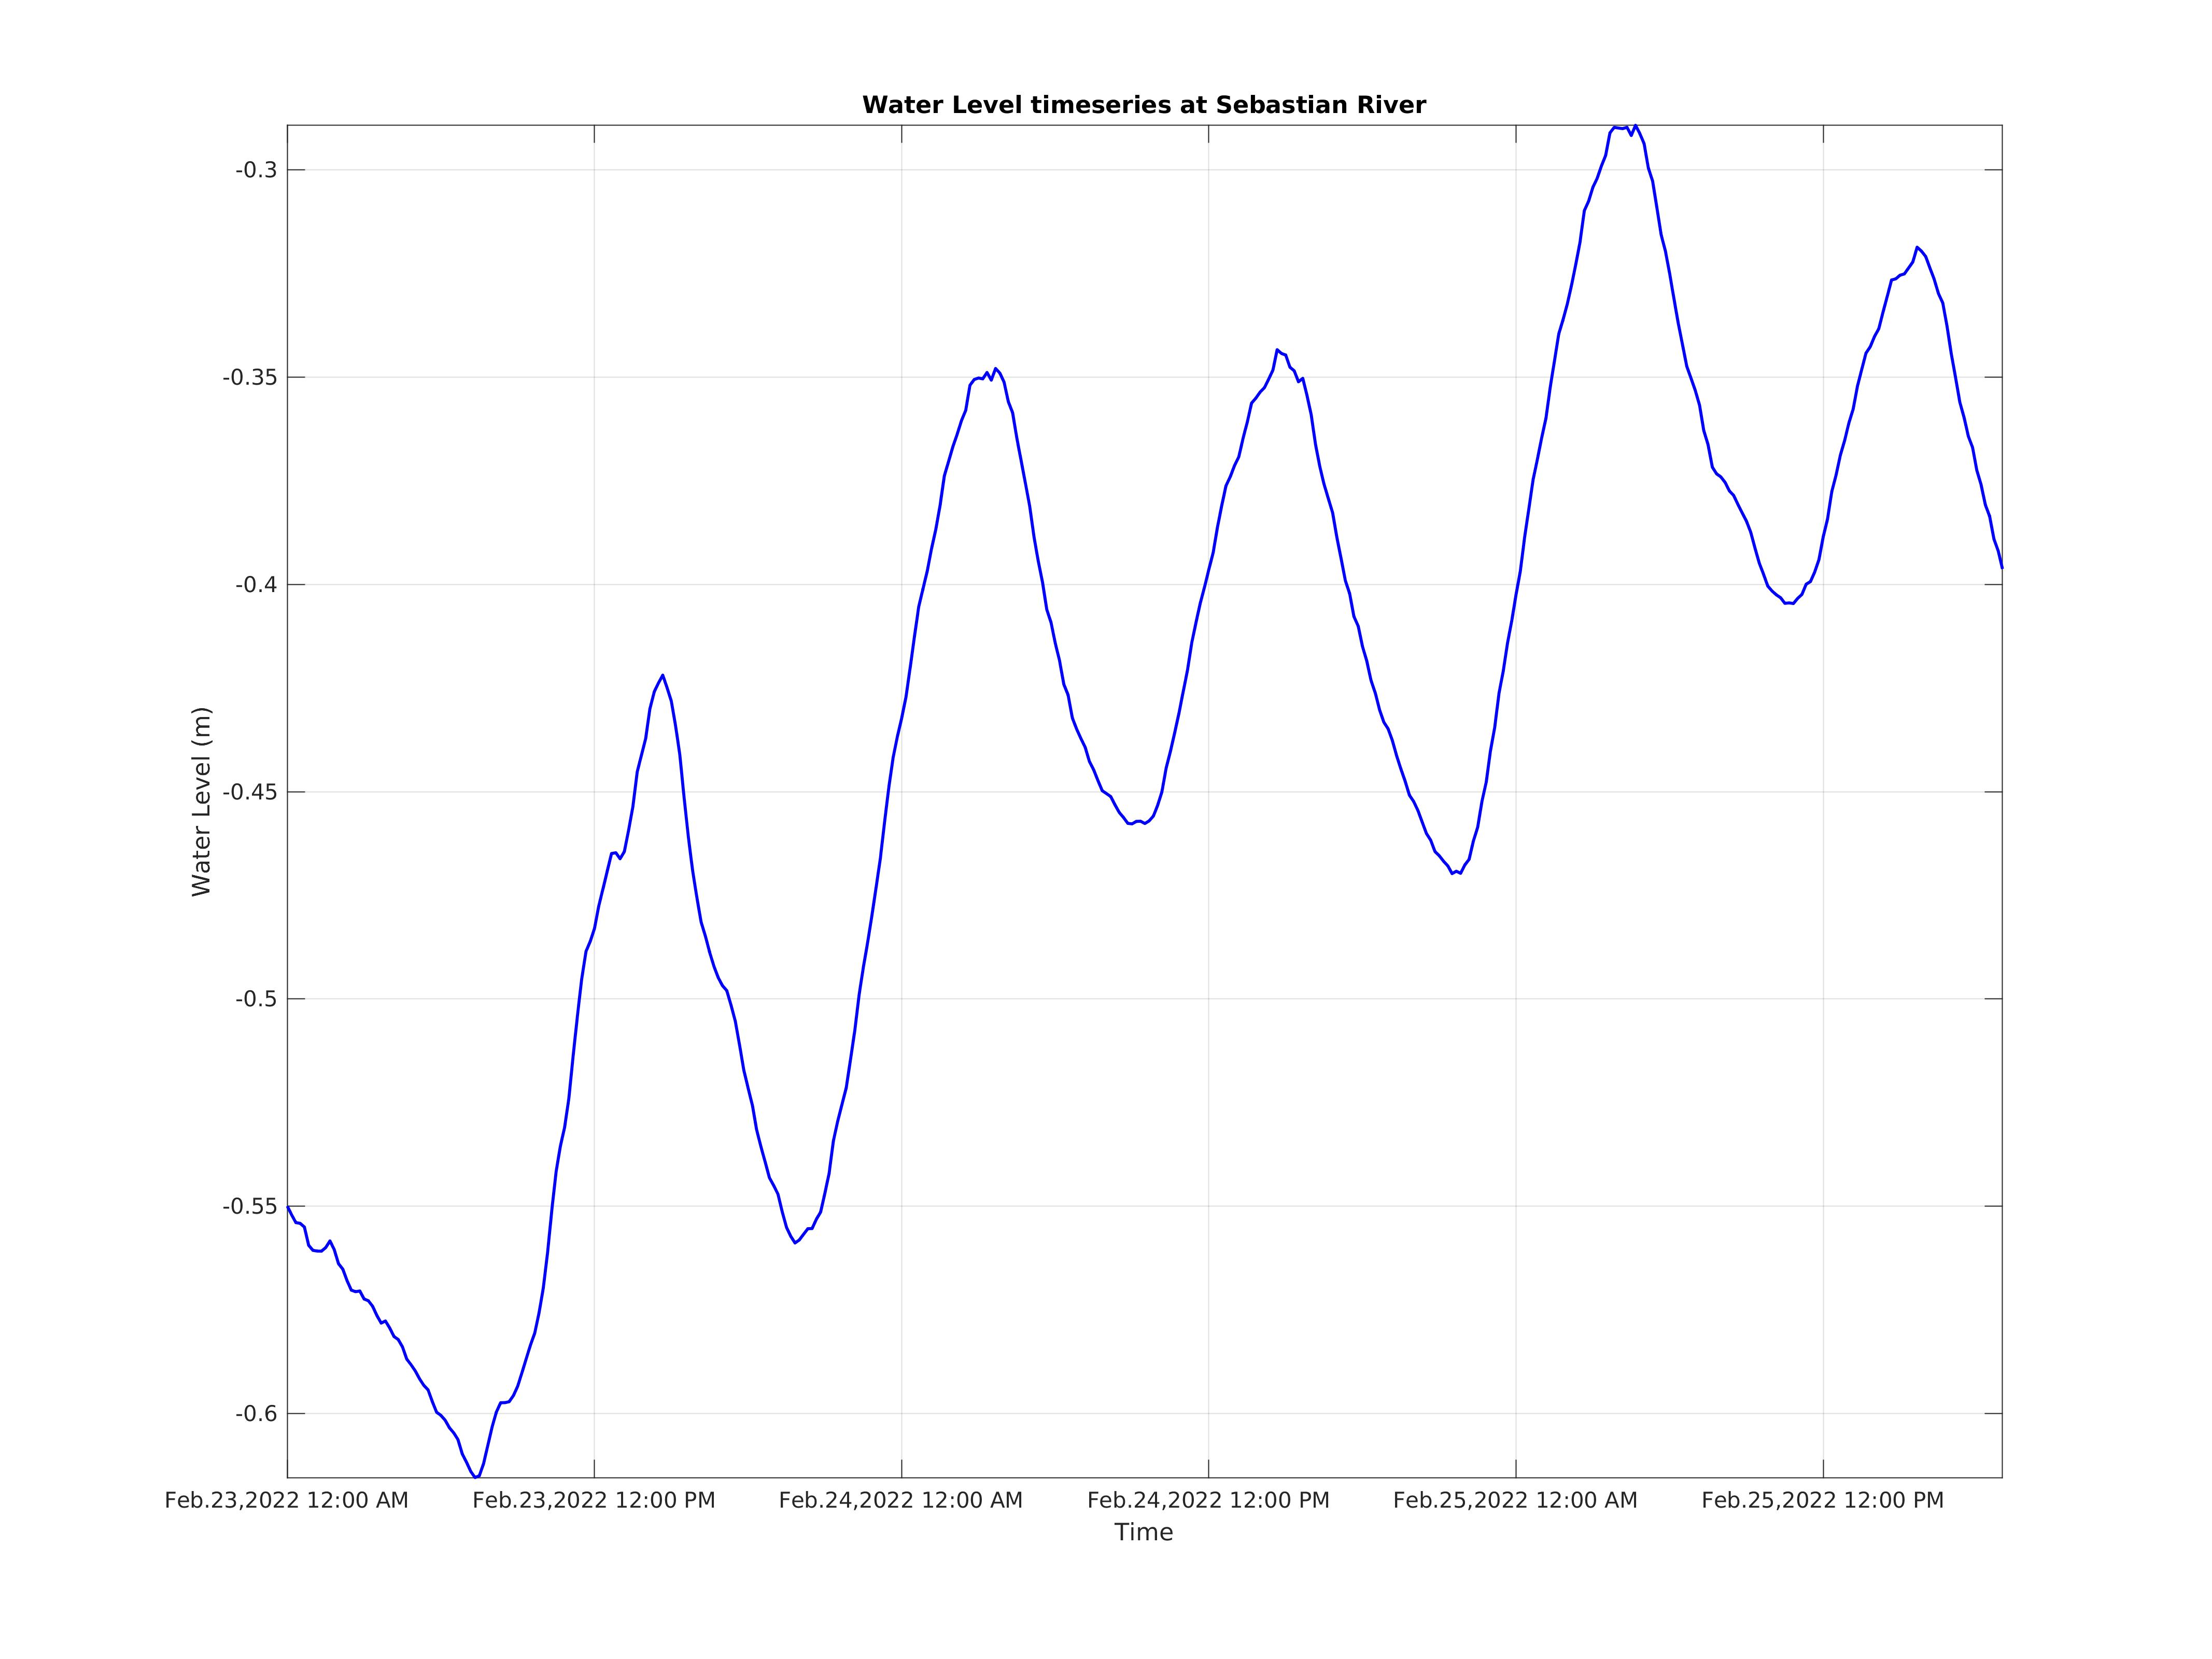 Water Level timeseries at Sebastian River
-0.3
-0.35
-0.4
-0.45
-0.5
-0.55
-0.6
Water Level (m)
Feb.23,2022 12:00 AM
Feb.23,2022 12:00 PM
Feb.24,2022 12:00 AM
Feb.24,2022 12:00 PM
Feb.25,2022 12:00 AM
Feb.25,2022 12:00 PM
Time